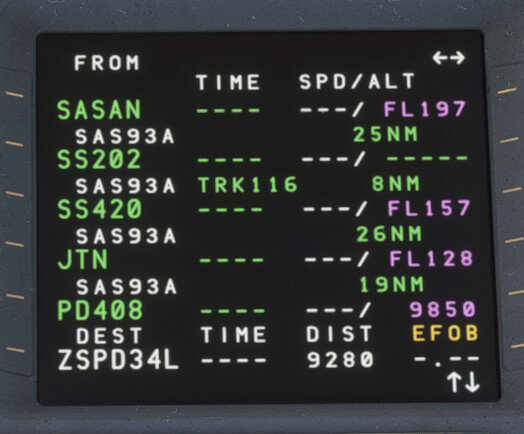 FROM ↔
TIME SPD/ALT
SASAN ---- ---/ FL197
SAS93A 25NM
SS202 ---- ---/ -----
SAS93A TRK116 8NM
SS420 ---- ---/ FL157
SAS93A 26NM
JTN ---- ---/ FL128
SAS93A 19NM
PD408 ---- ---/ 9850
DEST TIME DIST EFOB
ZSPD34L ---- 9280 -.--
↑↓